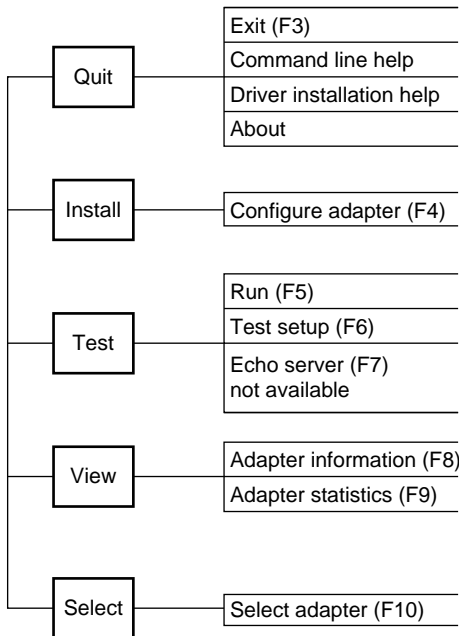 Quit
Exit (F3)
Command line help
Driver installation help
About
Install
Configure adapter (F4)
Test
Run (F5)
Test setup (F6)
Echo server (F7)
not available
View
Adapter information (F8)
Adapter statistics (F9)
Select
Select adapter (F10)